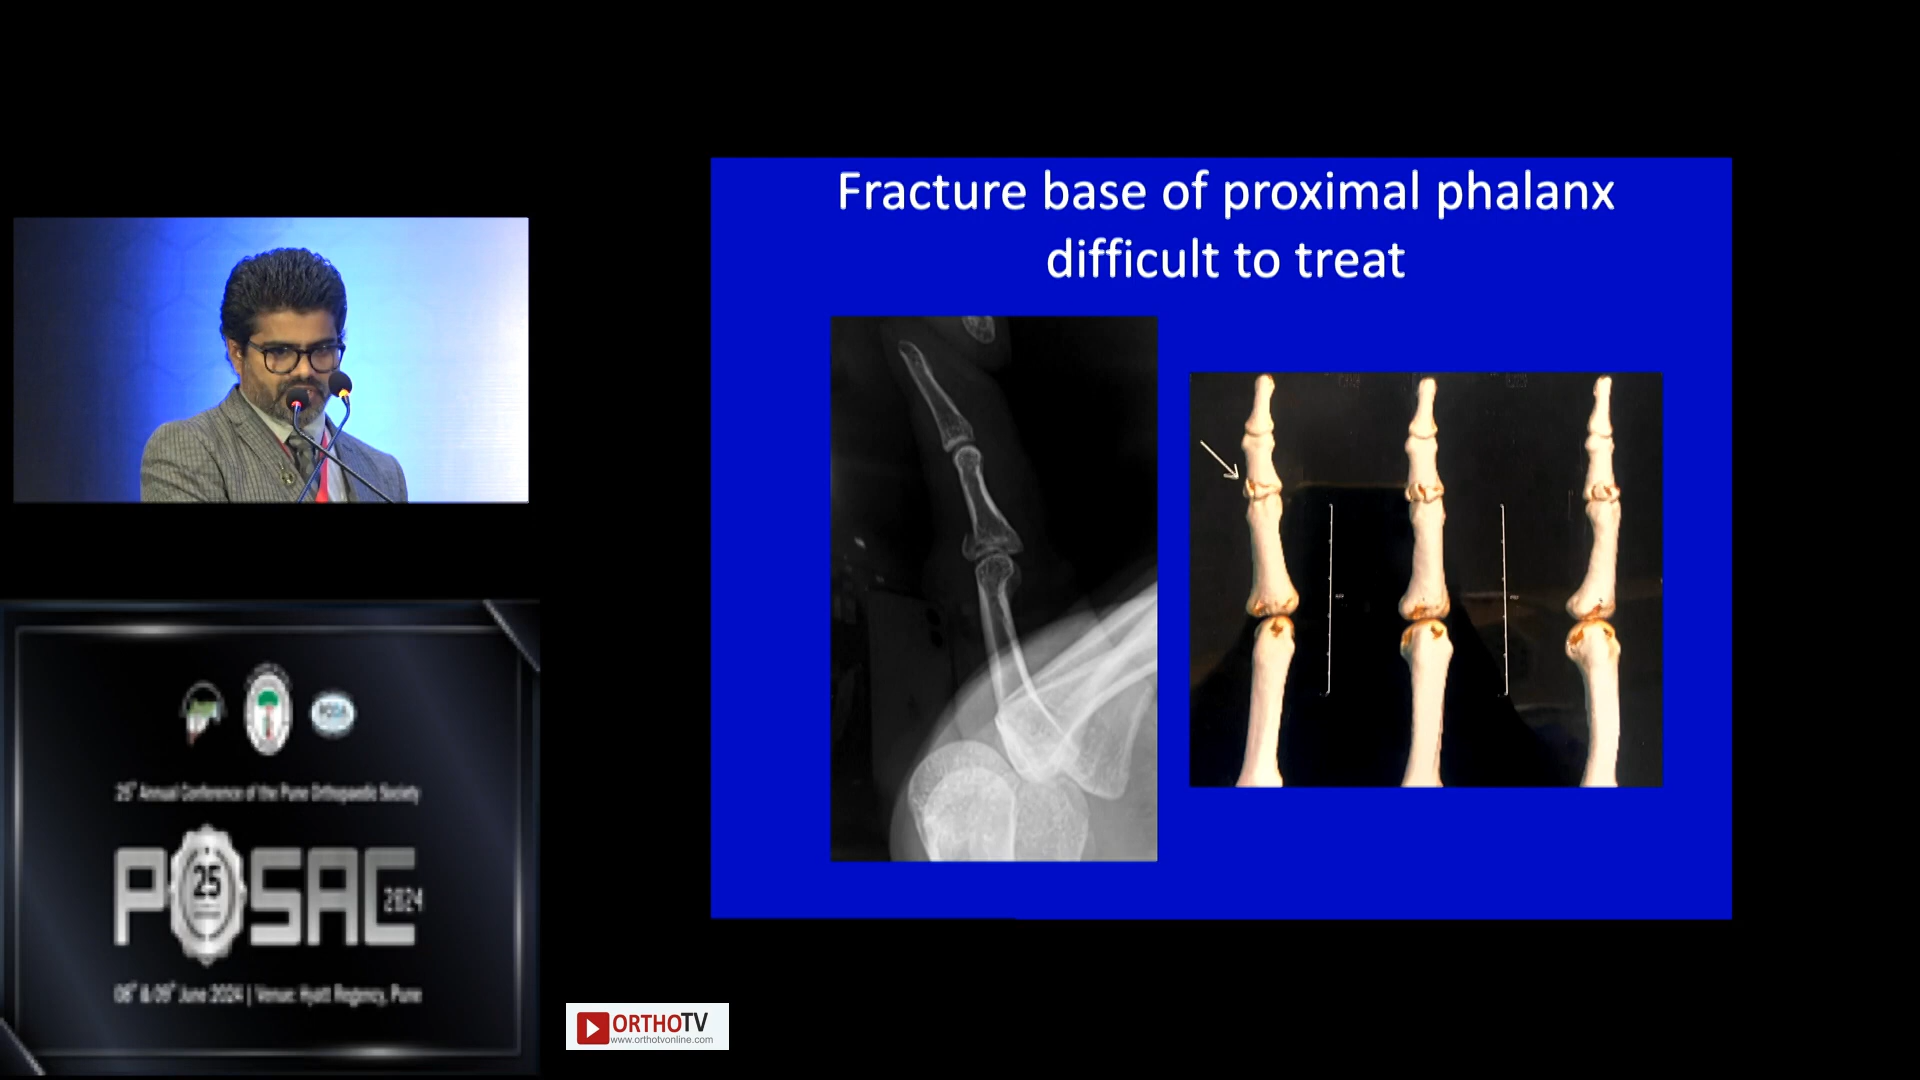 Fracture base of proximal phalanx
difficult to treat
25th Annual Conference of the Pune Orthopaedic Society
POSAC
25
2024
08th & 09th June 2024 | Venue: Hyatt Regency, Pune
ORTHOTV
www.orthotvonline.com